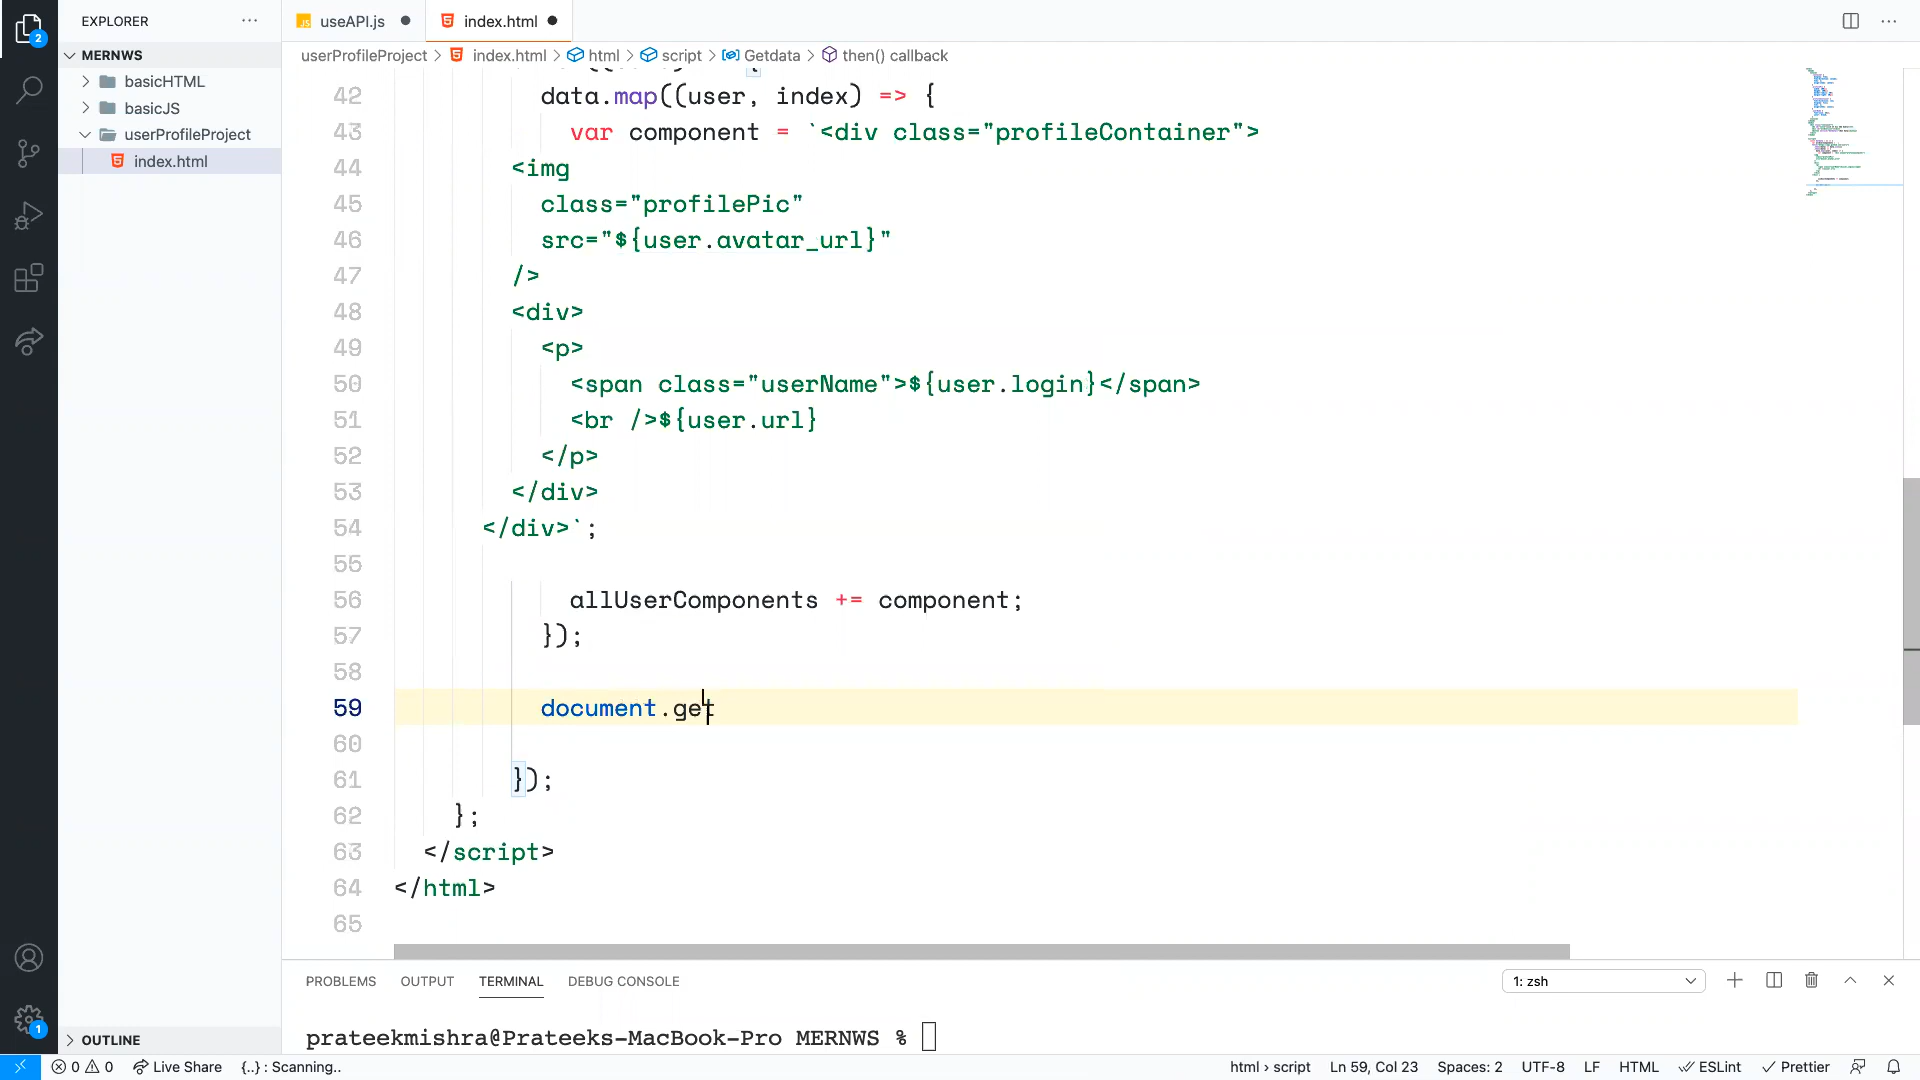 EXPLORER
useAPI.js
index.html
MERNWS
userProfileProject
index.html
html
script
Getdata
then() callback
basicHTML
basicJS
userProfileProject
index.html
42 data.map((user, index) => {
43 var component = `<div class="profileContainer">
44 <img
45 class="profilePic"
46 src="${user.avatar_url}"
47 />
48 <div>
49 <p>
50 <span class="userName">${user.login}</span>
51 <br />${user.url}
52 </p>
53 </div>
54 </div>`;
55
56 allUserComponents += component;
57 });
58
59 document.get
60
61 });
62 };
63 </script>
64 </html>
65
PROBLEMS
OUTPUT
TERMINAL
DEBUG CONSOLE
1: zsh
prateekmishra@Prateeks-MacBook-Pro MERNWS %
OUTLINE
2
1
0 0 Live Share {..} : Scanning..
html › script Ln 59, Col 23 Spaces: 2 UTF-8 LF HTML ESLint Prettier